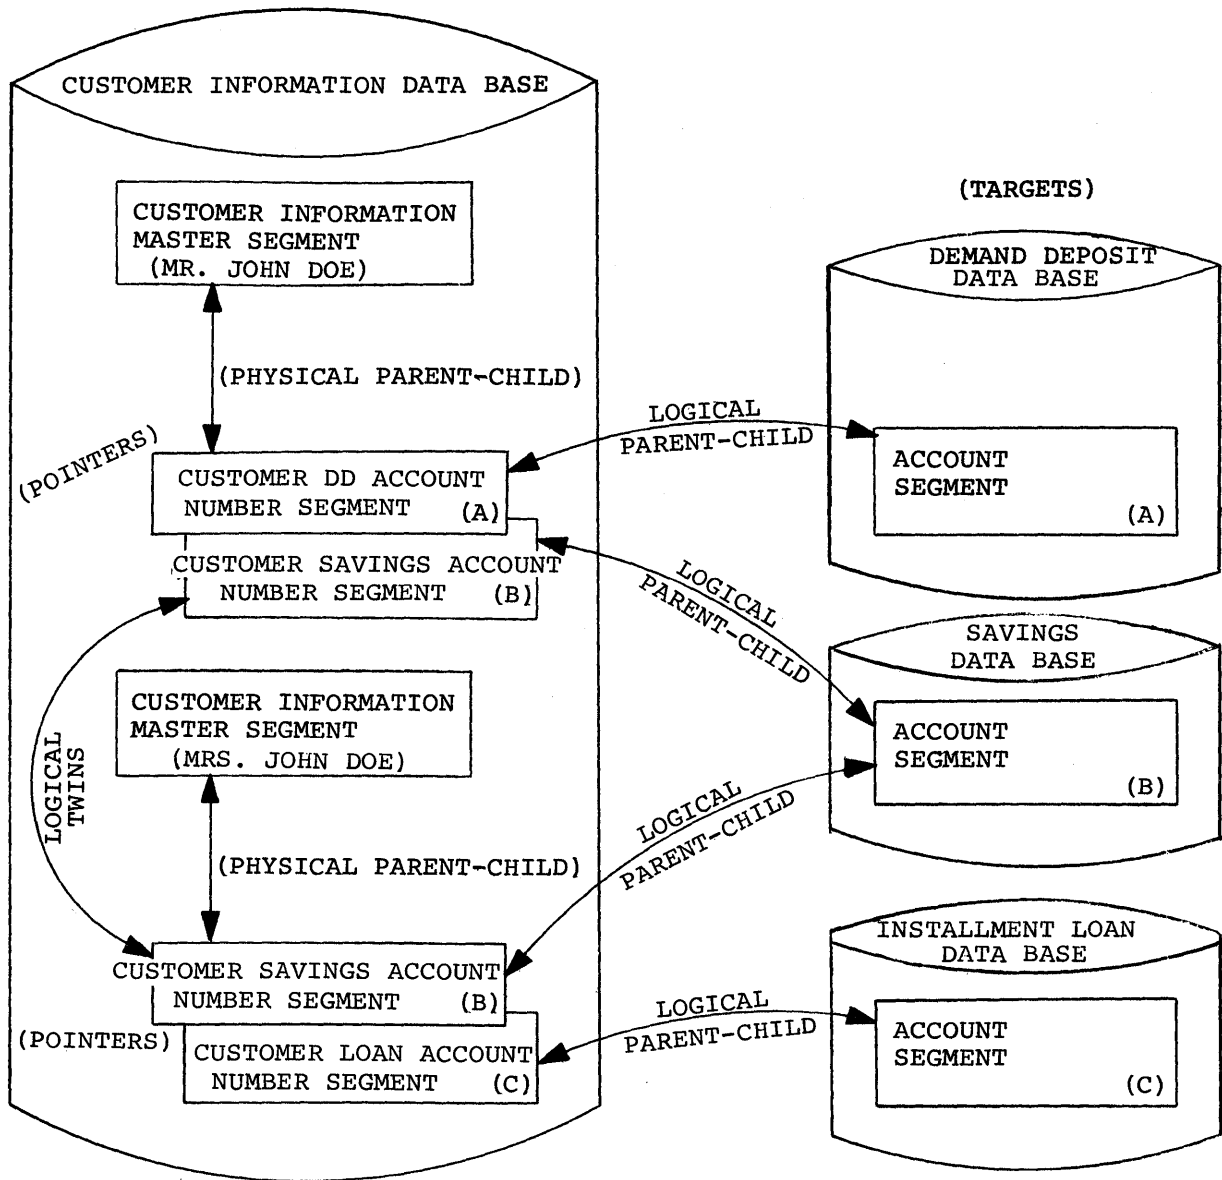 CUSTOMER INFORMATION DATA BASE
CUSTOMER INFORMATION
MASTER SEGMENT
(MR. JOHN DOE)
(PHYSICAL PARENT-CHILD)
(POINTERS)
CUSTOMER DD ACCOUNT
NUMBER SEGMENT (A)
CUSTOMER SAVINGS ACCOUNT
NUMBER SEGMENT (B)
LOGICAL
TWINS
CUSTOMER INFORMATION
MASTER SEGMENT
(MRS. JOHN DOE)
(PHYSICAL PARENT-CHILD)
CUSTOMER SAVINGS ACCOUNT
NUMBER SEGMENT (B)
(POINTERS)
CUSTOMER LOAN ACCOUNT
NUMBER SEGMENT (C)
LOGICAL
PARENT-CHILD
LOGICAL
PARENT-CHILD
LOGICAL
PARENT-CHILD
LOGICAL
PARENT-CHILD
(TARGETS)
DEMAND DEPOSIT
DATA BASE
ACCOUNT
SEGMENT
(A)
SAVINGS
DATA BASE
ACCOUNT
SEGMENT
(B)
INSTALLMENT LOAN
DATA BASE
ACCOUNT
SEGMENT
(C)